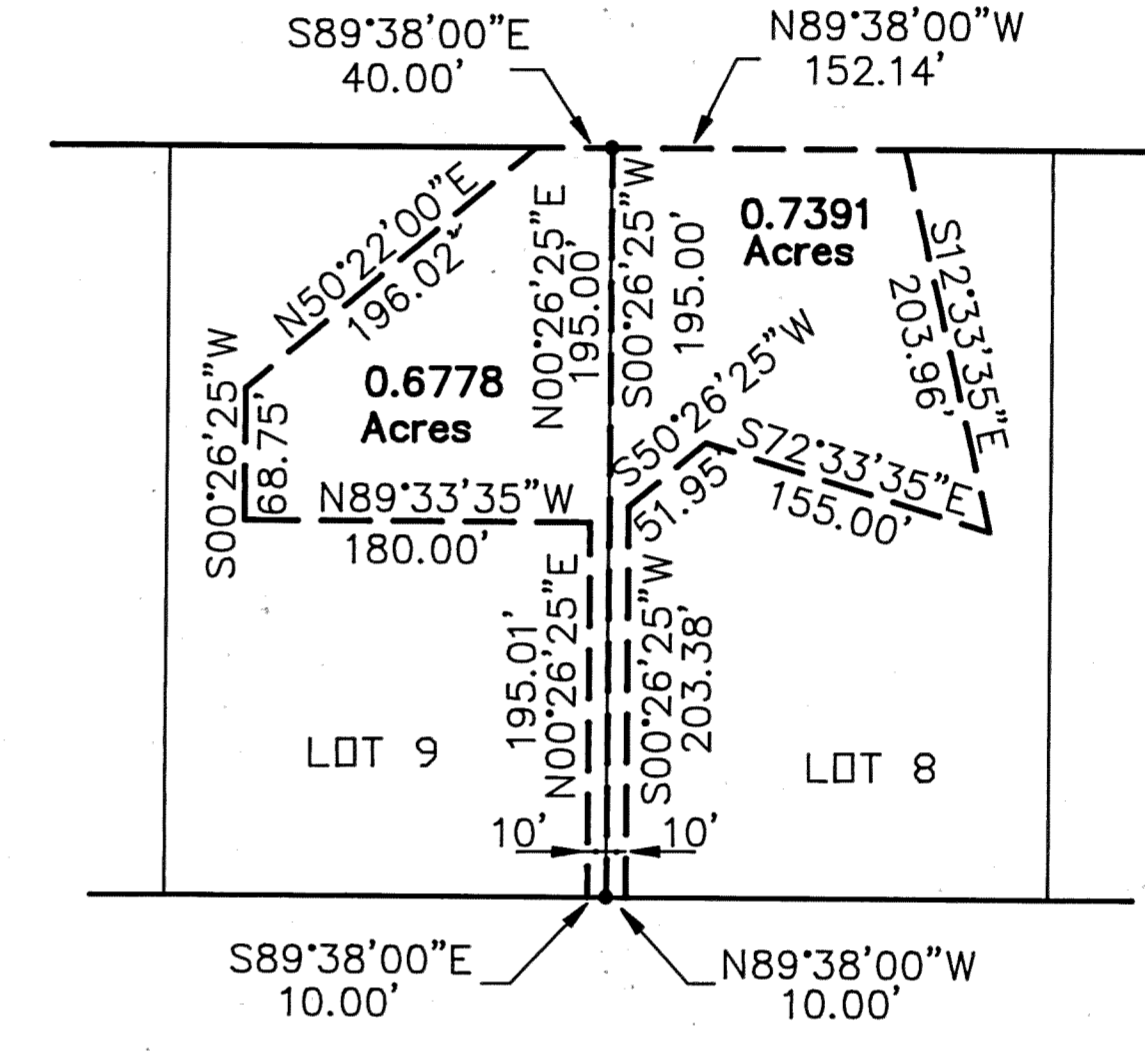 S89°38'00"E
40.00'
N89°38'00"W
152.14'
N50°22'00"E
196.02'
N00°26'25"E
195.00'
S00°26'25"W
195.00'
0.7391
Acres
S12°33'35"E
203.96'
S00°26'25"W
68.75'
0.6778
Acres
S50°26'25"W
51.95'
S72°33'35"E
155.00'
N89°33'35"W
180.00'
195.01'
N00°26'25"E
S00°26'25"W
203.38'
LOT 9
LOT 8
10'
10'
S89°38'00"E
10.00'
N89°38'00"W
10.00'